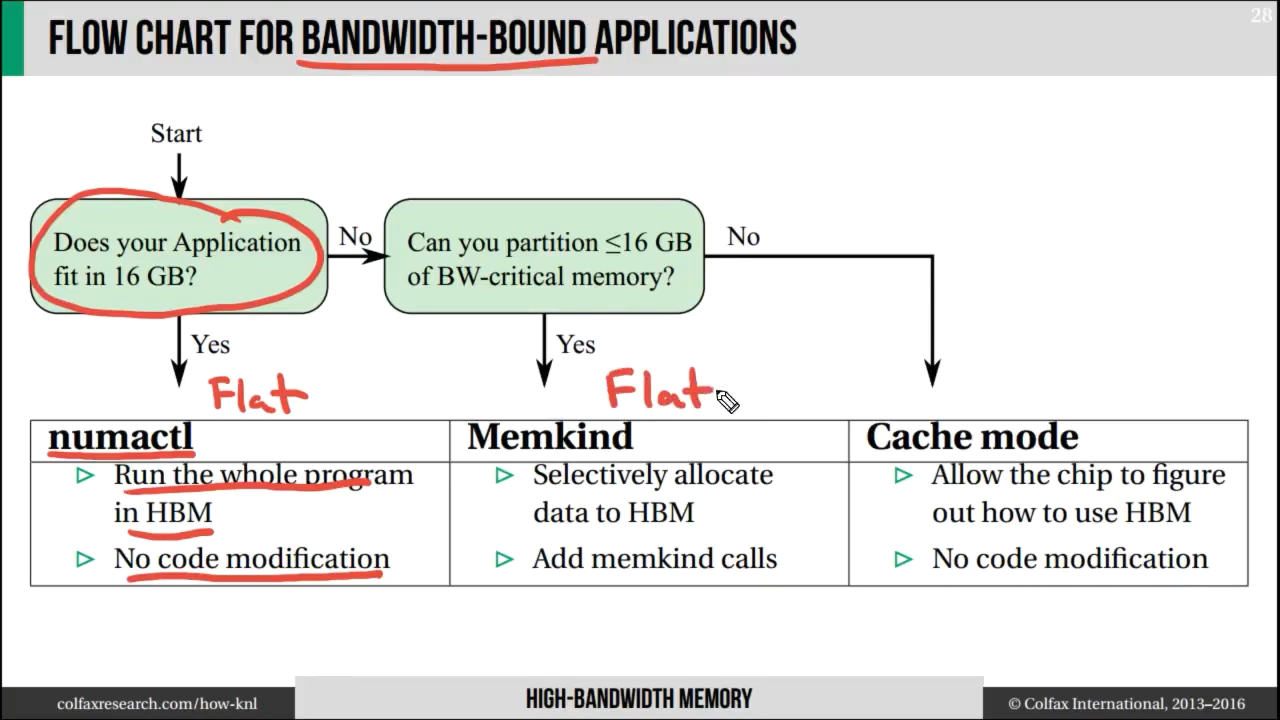 28
FLOW CHART FOR BANDWIDTH-BOUND APPLICATIONS
Start
Does your Application
fit in 16 GB?
No
Can you partition ≤16 GB
of BW-critical memory?
No
Yes
Yes
Flat
Flat
numactl
Run the whole program
in HBM
No code modification
Memkind
Selectively allocate
data to HBM
Add memkind calls
Cache mode
Allow the chip to figure
out how to use HBM
No code modification
colfaxresearch.com/how-knl
HIGH-BANDWIDTH MEMORY
© Colfax International, 2013–2016